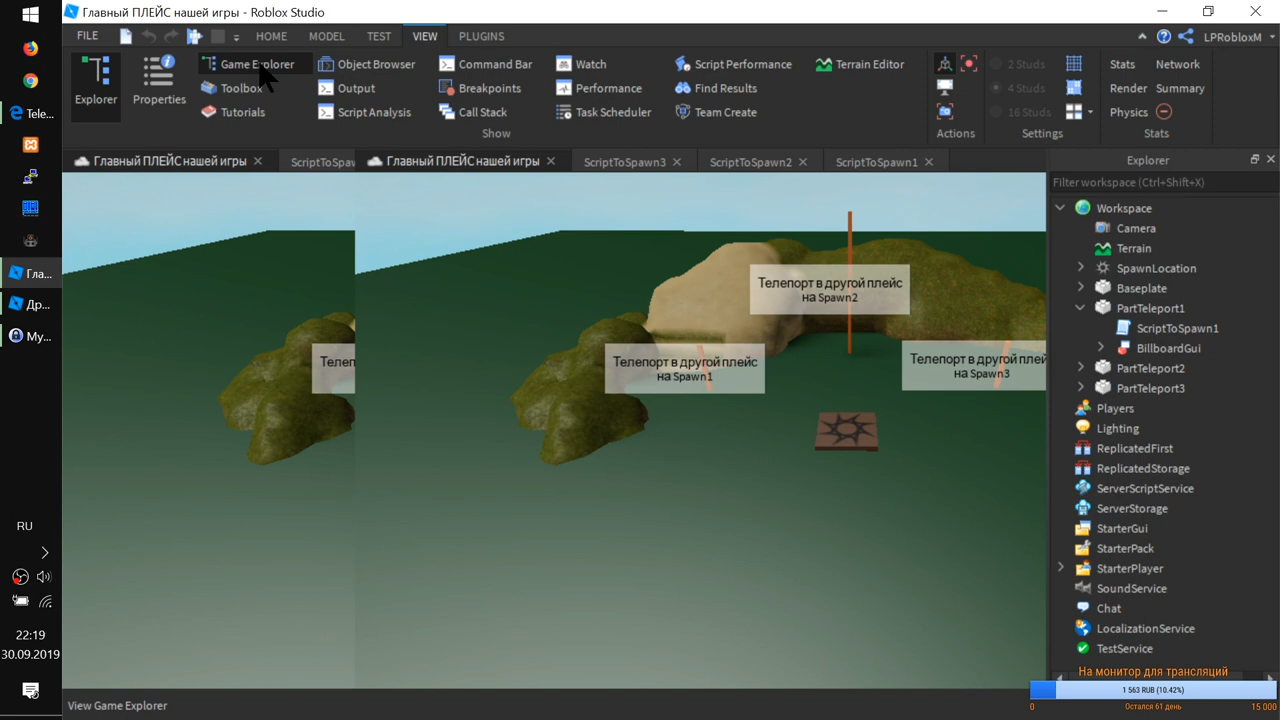 Главный ПЛЕЙС нашей игры - Roblox Studio
FILE
HOME
MODEL
TEST
VIEW
PLUGINS
LPRobloxM
Explorer
Properties
Game Explorer
Toolbox
Tutorials
Object Browser
Output
Script Analysis
Command Bar
Breakpoints
Call Stack
Watch
Performance
Task Scheduler
Script Performance
Find Results
Team Create
Terrain Editor
Show
Actions
2 Studs
4 Studs
16 Studs
Settings
Stats
Network
Render
Summary
Physics
Stats
Главный ПЛЕЙС нашей игры
ScriptToSpaw
Главный ПЛЕЙС нашей игры
ScriptToSpawn3
ScriptToSpawn2
ScriptToSpawn1
Explorer
Filter workspace (Ctrl+Shift+X)
Workspace
Camera
Terrain
SpawnLocation
Baseplate
PartTeleport1
ScriptToSpawn1
BillboardGui
PartTeleport2
PartTeleport3
Players
Lighting
ReplicatedFirst
ReplicatedStorage
ServerScriptService
ServerStorage
StarterGui
StarterPack
StarterPlayer
SoundService
Chat
LocalizationService
TestService
Телепорт в другой плейс
на Spawn2
Телеп
Телепорт в другой плейс
на Spawn1
Телепорт в другой плей
на Spawn3
Теле...
Гла...
Др...
Му...
RU
22:19
30.09.2019
View Game Explorer
На монитор для трансляций
1 563 RUB (10.42%)
0
Остался 61 день
15 000